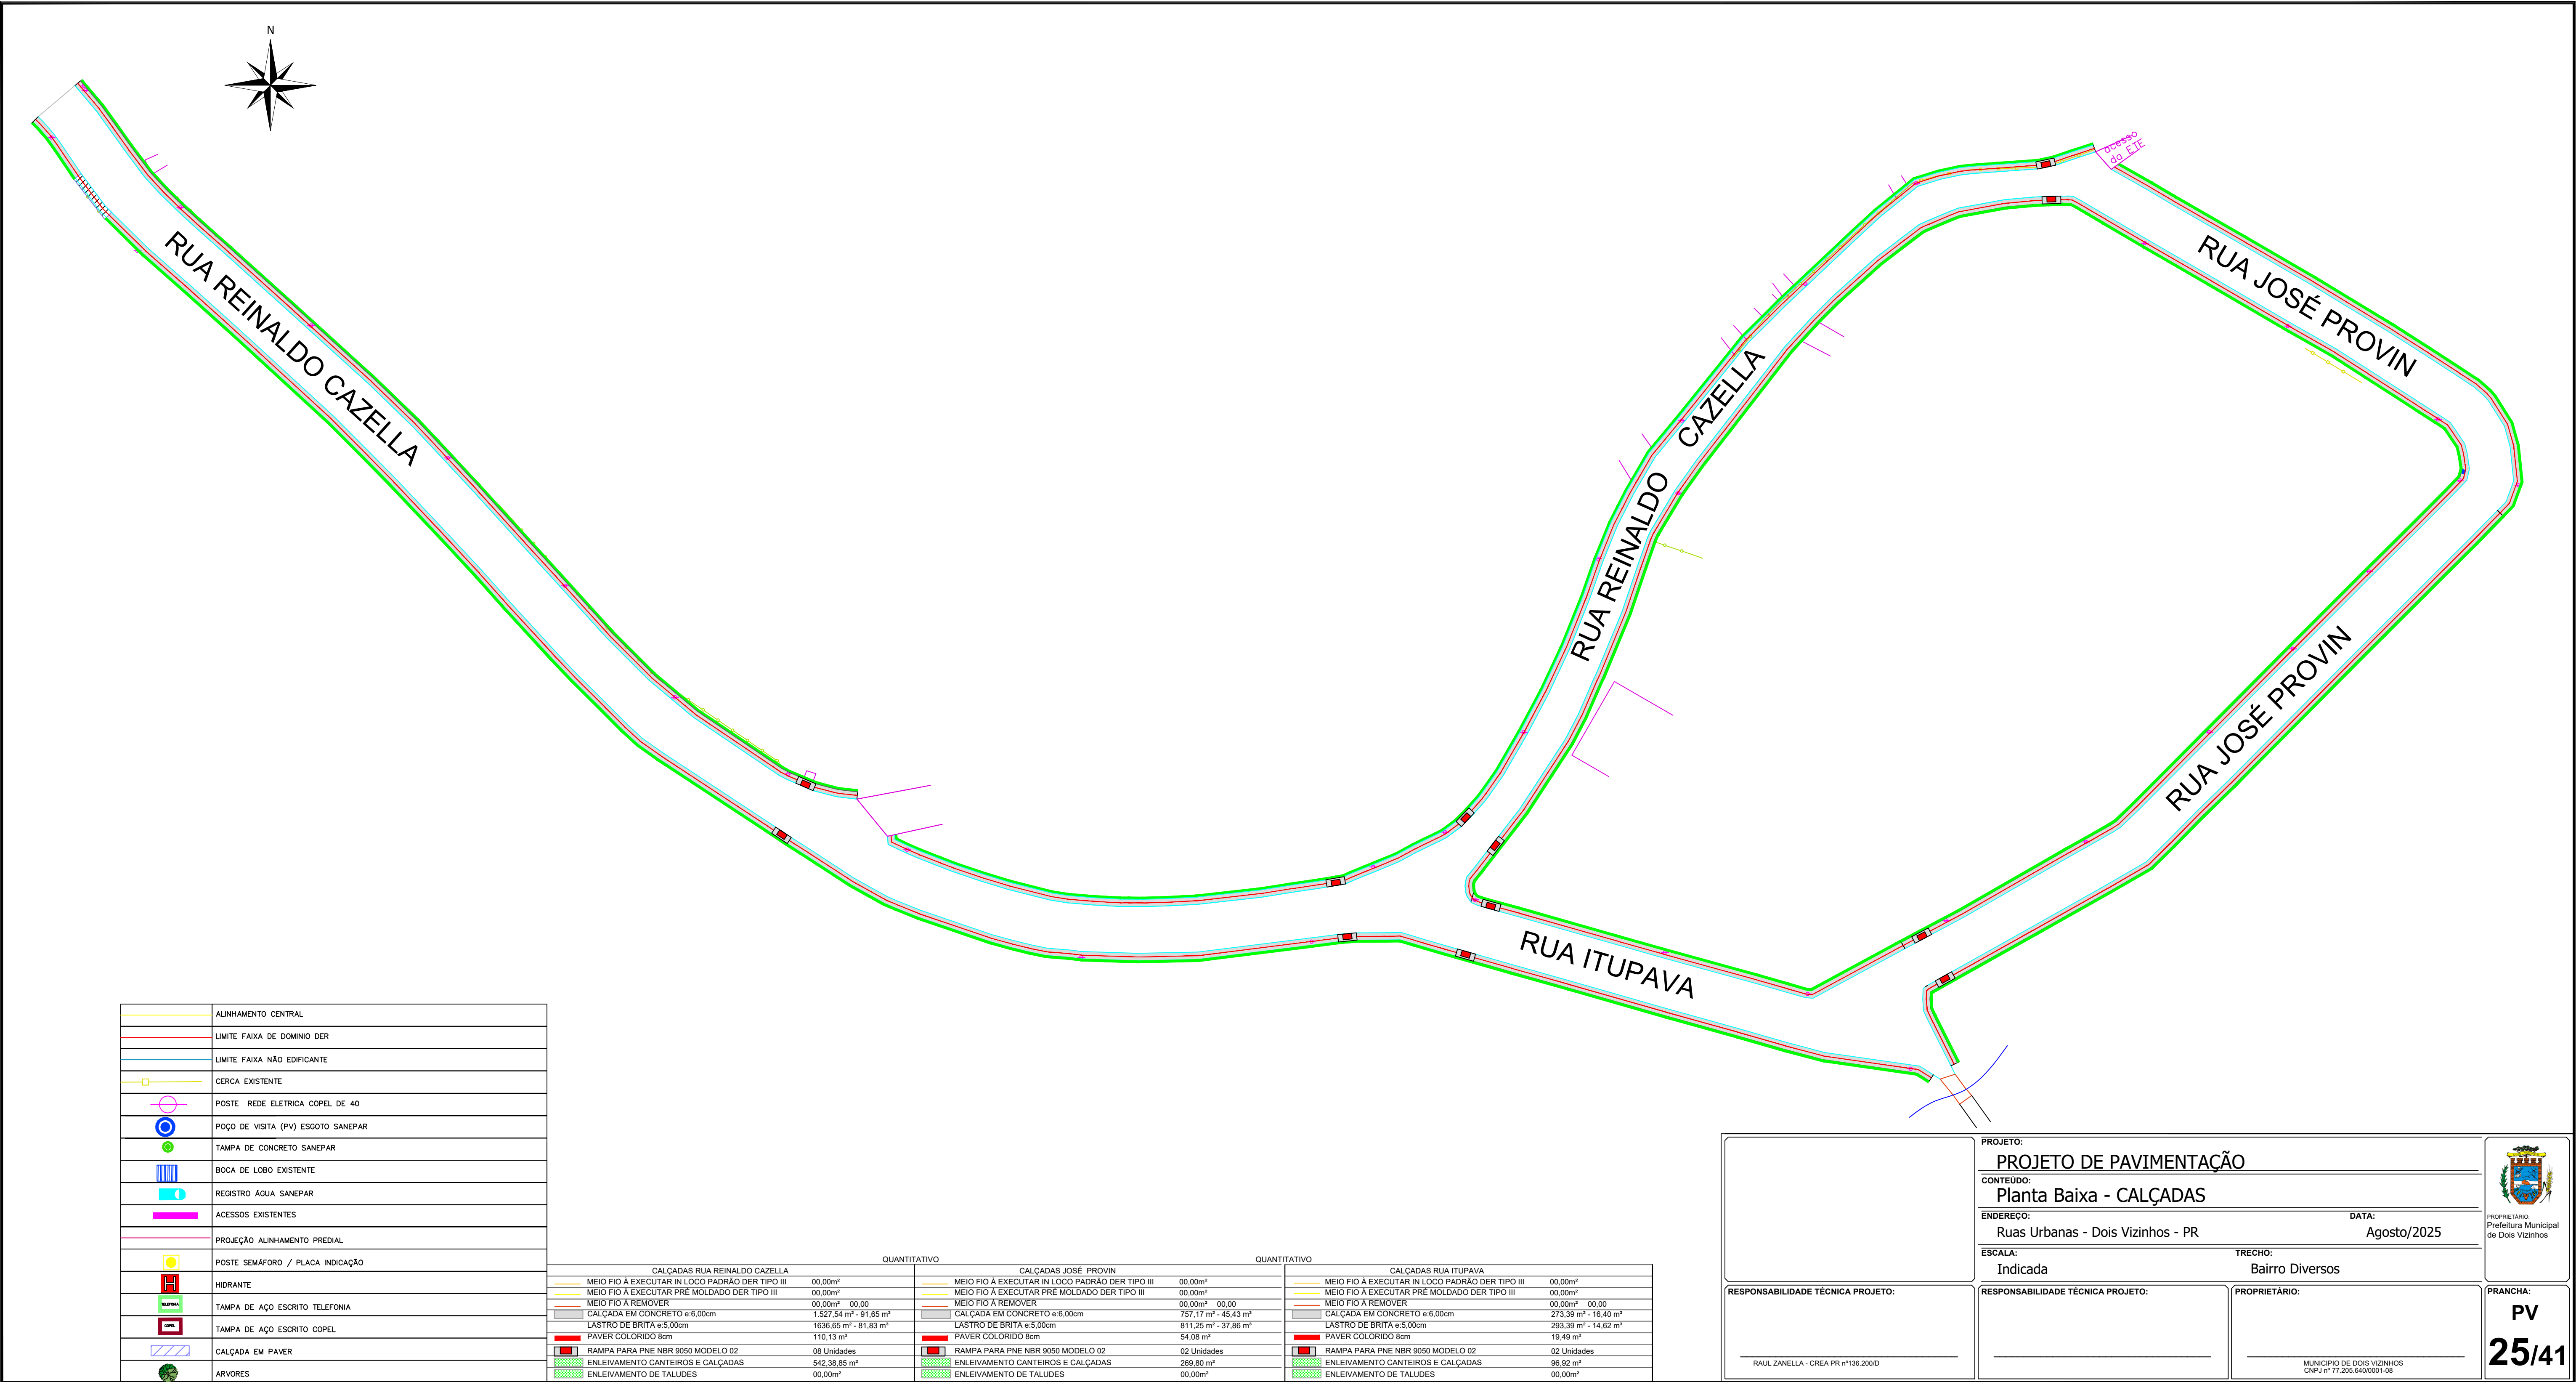 N
acesso
da ETE
RUA REINALDO CAZELLA
RUA JOSÉ PROVIN
RUA REINALDO CAZELLA
RUA JOSÉ PROVIN
RUA ITUPAVA
ALINHAMENTO CENTRAL
LIMITE FAIXA DE DOMINIO DER
LIMITE FAIXA NÃO EDIFICANTE
CERCA EXISTENTE
POSTE REDE ELETRICA COPEL DE 40
POÇO DE VISITA (PV) ESGOTO SANEPAR
TAMPA DE CONCRETO SANEPAR
BOCA DE LOBO EXISTENTE
REGISTRO ÁGUA SANEPAR
ACESSOS EXISTENTES
PROJEÇÃO ALINHAMENTO PREDIAL
POSTE SEMÁFORO / PLACA INDICAÇÃO
H HIDRANTE
TELEFONIA TAMPA DE AÇO ESCRITO TELEFONIA
COPEL TAMPA DE AÇO ESCRITO COPEL
CALÇADA EM PAVER
ARVORES
QUANTITATIVO
CALÇADAS RUA REINALDO CAZELLA
MEIO FIO À EXECUTAR IN LOCO PADRÃO DER TIPO III 00,00m²
MEIO FIO À EXECUTAR PRÉ MOLDADO DER TIPO III 00,00m²
MEIO FIO À REMOVER 00,00m² 00,00
CALÇADA EM CONCRETO e:6,00cm 1.527,54 m² - 91,65 m³
LASTRO DE BRITA e:5,00cm 1636,65 m² - 81,83 m³
PAVER COLORIDO 8cm 110,13 m²
RAMPA PARA PNE NBR 9050 MODELO 02 08 Unidades
ENLEIVAMENTO CANTEIROS E CALÇADAS 542,38,85 m²
ENLEIVAMENTO DE TALUDES 00,00m²
CALÇADAS JOSÉ PROVIN
MEIO FIO À EXECUTAR IN LOCO PADRÃO DER TIPO III 00,00m²
MEIO FIO À EXECUTAR PRÉ MOLDADO DER TIPO III 00,00m²
MEIO FIO À REMOVER 00,00m² 00,00
CALÇADA EM CONCRETO e:6,00cm 757,17 m² - 45,43 m³
LASTRO DE BRITA e:5,00cm 811,25 m² - 37,86 m³
PAVER COLORIDO 8cm 54,08 m²
RAMPA PARA PNE NBR 9050 MODELO 02 02 Unidades
ENLEIVAMENTO CANTEIROS E CALÇADAS 269,80 m²
ENLEIVAMENTO DE TALUDES 00,00m²
QUANTITATIVO
CALÇADAS RUA ITUPAVA
MEIO FIO À EXECUTAR IN LOCO PADRÃO DER TIPO III 00,00m²
MEIO FIO À EXECUTAR PRÉ MOLDADO DER TIPO III 00,00m²
MEIO FIO À REMOVER 00,00m² 00,00
CALÇADA EM CONCRETO e:6,00cm 273,39 m² - 16,40 m³
LASTRO DE BRITA e:5,00cm 293,39 m² - 14,62 m³
PAVER COLORIDO 8cm 19,49 m²
RAMPA PARA PNE NBR 9050 MODELO 02 02 Unidades
ENLEIVAMENTO CANTEIROS E CALÇADAS 96,92 m²
ENLEIVAMENTO DE TALUDES 00,00m²
PROJETO:
PROJETO DE PAVIMENTAÇÃO
CONTEÚDO:
Planta Baixa - CALÇADAS
ENDEREÇO:
Ruas Urbanas - Dois Vizinhos - PR
DATA:
Agosto/2025
ESCALA:
Indicada
TRECHO:
Bairro Diversos
PROPRIETÁRIO:
Prefeitura Municipal
de Dois Vizinhos
RESPONSABILIDADE TÉCNICA PROJETO:
RAUL ZANELLA - CREA PR nº136.200/D
RESPONSABILIDADE TÉCNICA PROJETO:
PROPRIETÁRIO:
MUNICIPIO DE DOIS VIZINHOS
CNPJ nº 77.205.640/0001-08
PRANCHA:
PV
25/41